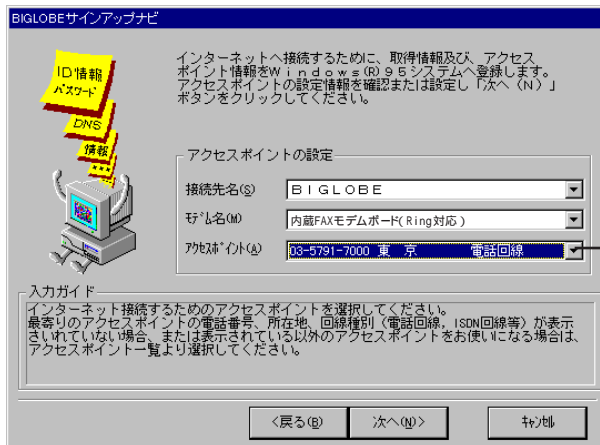 BIGLOBEサインアップナビ
ID情報
パスワード
DNS
情報
***
インターネットへ接続するために、取得情報及び、アクセス
ポイント情報をWindows(R)95システムへ登録します。
アクセスポイントの設定情報を確認または設定し「次へ(N)」
ボタンをクリックしてください。
アクセスポイントの設定
接続先名(S)
BIGLOBE
モデム名(M)
内蔵FAXモデムボード(Ring対応)
アクセスポイント(A)
03-5791-7000 東 京 電話回線
入力ガイド
インターネット接続するためのアクセスポイントを選択してください。
最寄りのアクセスポイントの電話番号、所在地、回線種別(電話回線,ISDN回線等)が表示
さいれていない場合、または表示されている以外のアクセスポイントをお使いになる場合は、
アクセスポイント一覧より選択してください。
<戻る(B)
次へ(N)>
キャンセル